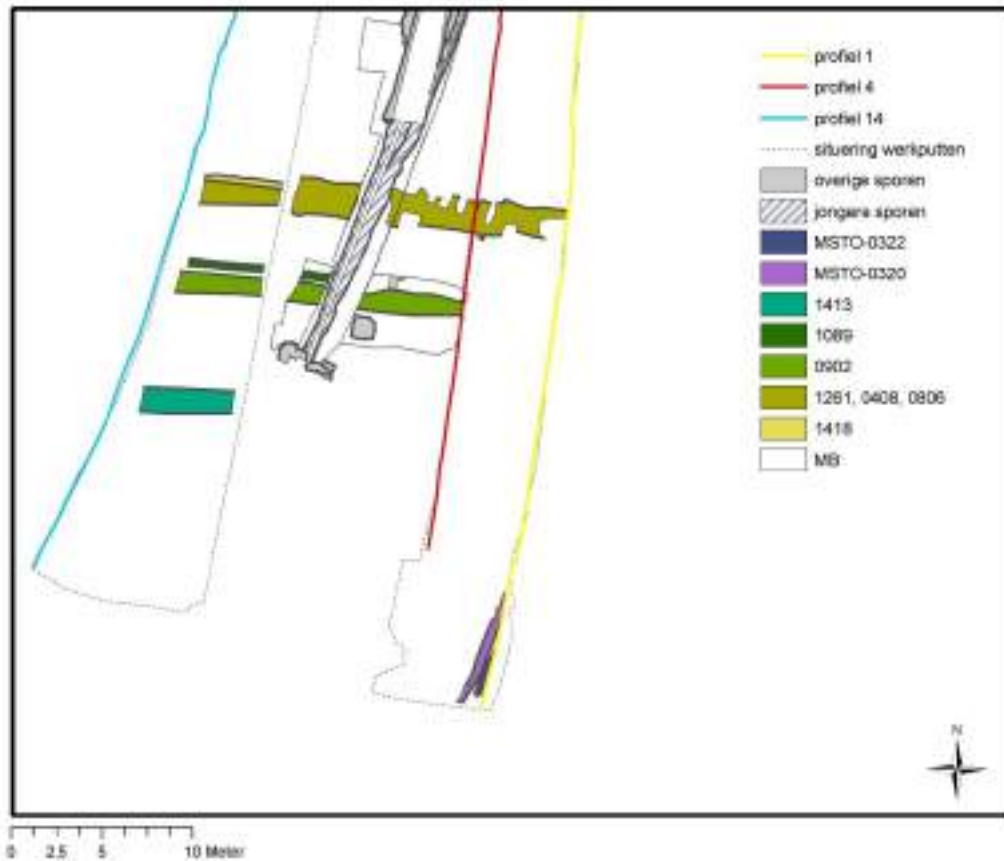 profiel 1
profiel 4
profiel 14
situering werkputten
overige sporen
jongere sporen
MSTO-0322
MSTO-0320
1413
1089
0902
1261, 0408, 0806
1418
MB
N
0 2.5 5 10 Meter